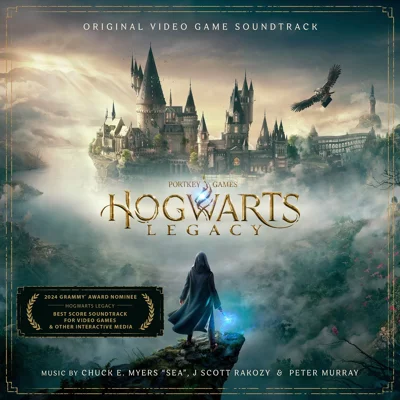 ORIGINAL VIDEO GAME SOUNDTRACK
PORTKEY GAMES
HOGWARTS
LEGACY
2024 GRAMMY® AWARD NOMINEE
HOGWARTS LEGACY
BEST SCORE SOUNDTRACK
FOR VIDEO GAMES
& OTHER INTERACTIVE MEDIA
MUSIC BY CHUCK E. MYERS "SEA", J SCOTT RAKOZY & PETER MURRAY